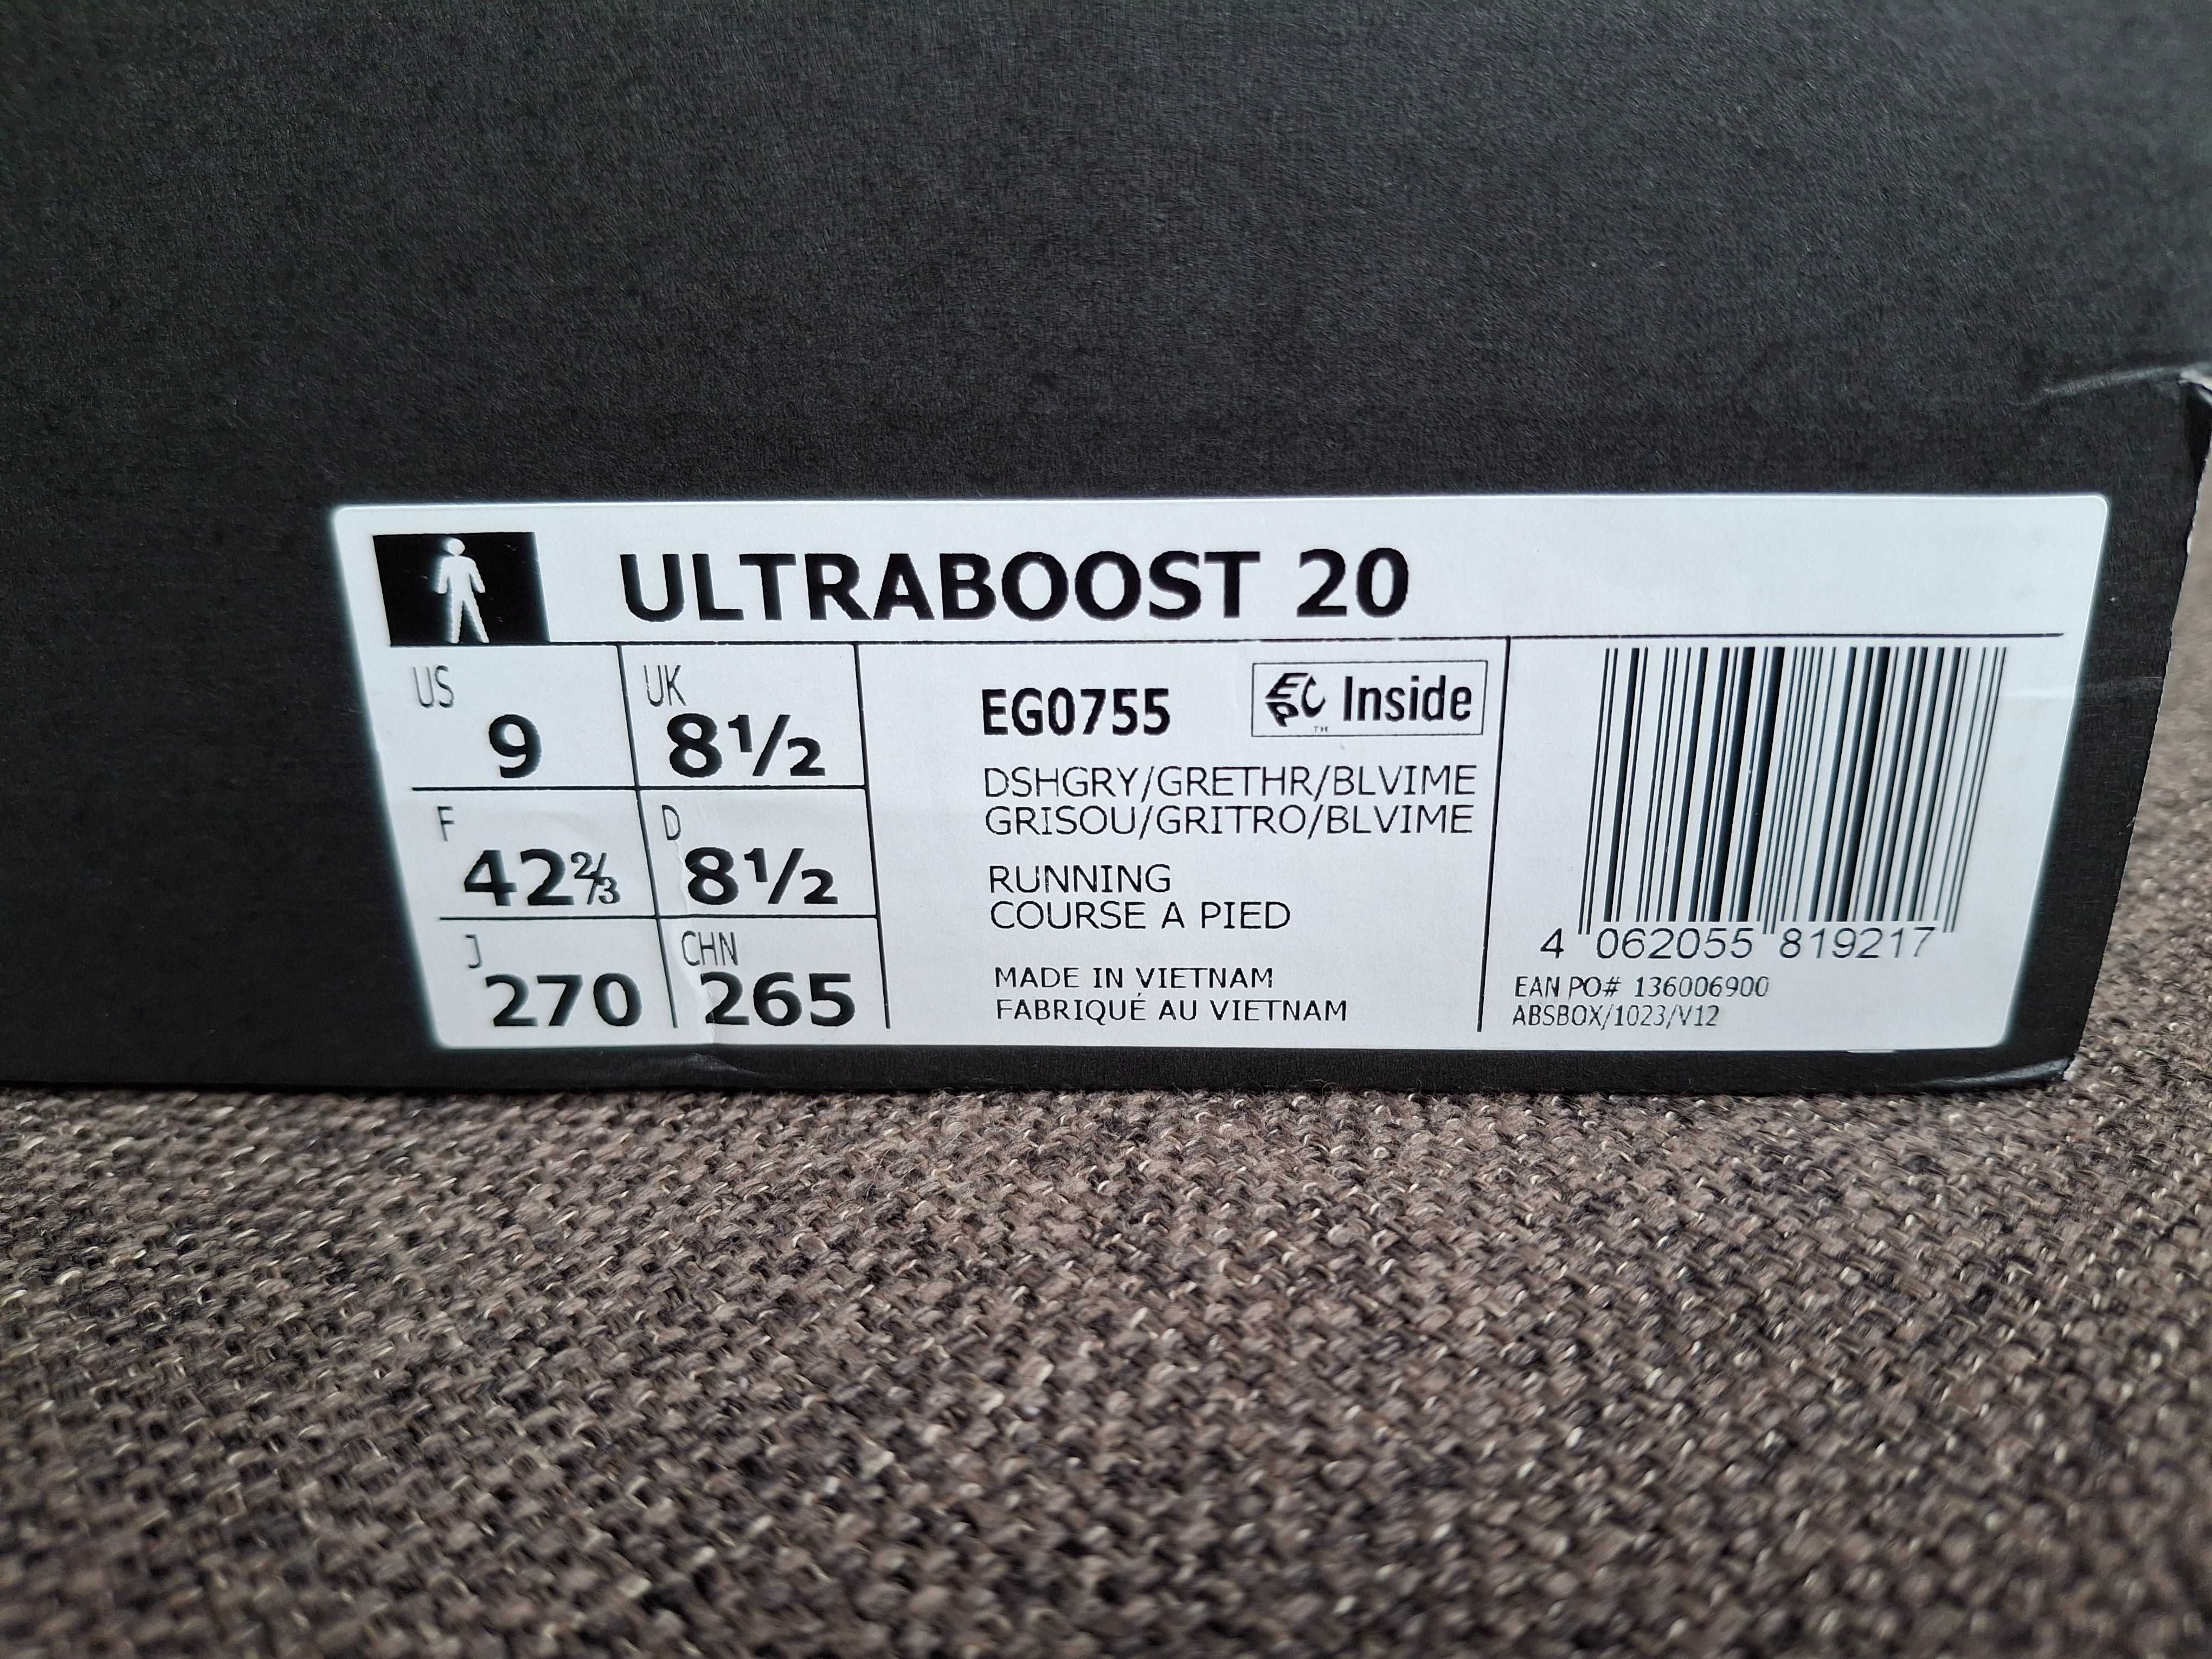 ULTRABOOST 20
US
9
UK
8½
F
42⅔
D
8½
J
270
CHN
265
EG0755
EPC Inside
TM
DSHGRY/GRETHR/BLVIME
GRISOU/GRITRO/BLVIME
RUNNING
COURSE A PIED
MADE IN VIETNAM
FABRIQUÉ AU VIETNAM
4 062055 819217
EAN PO# 136006900
ABSBOX/1023/V12